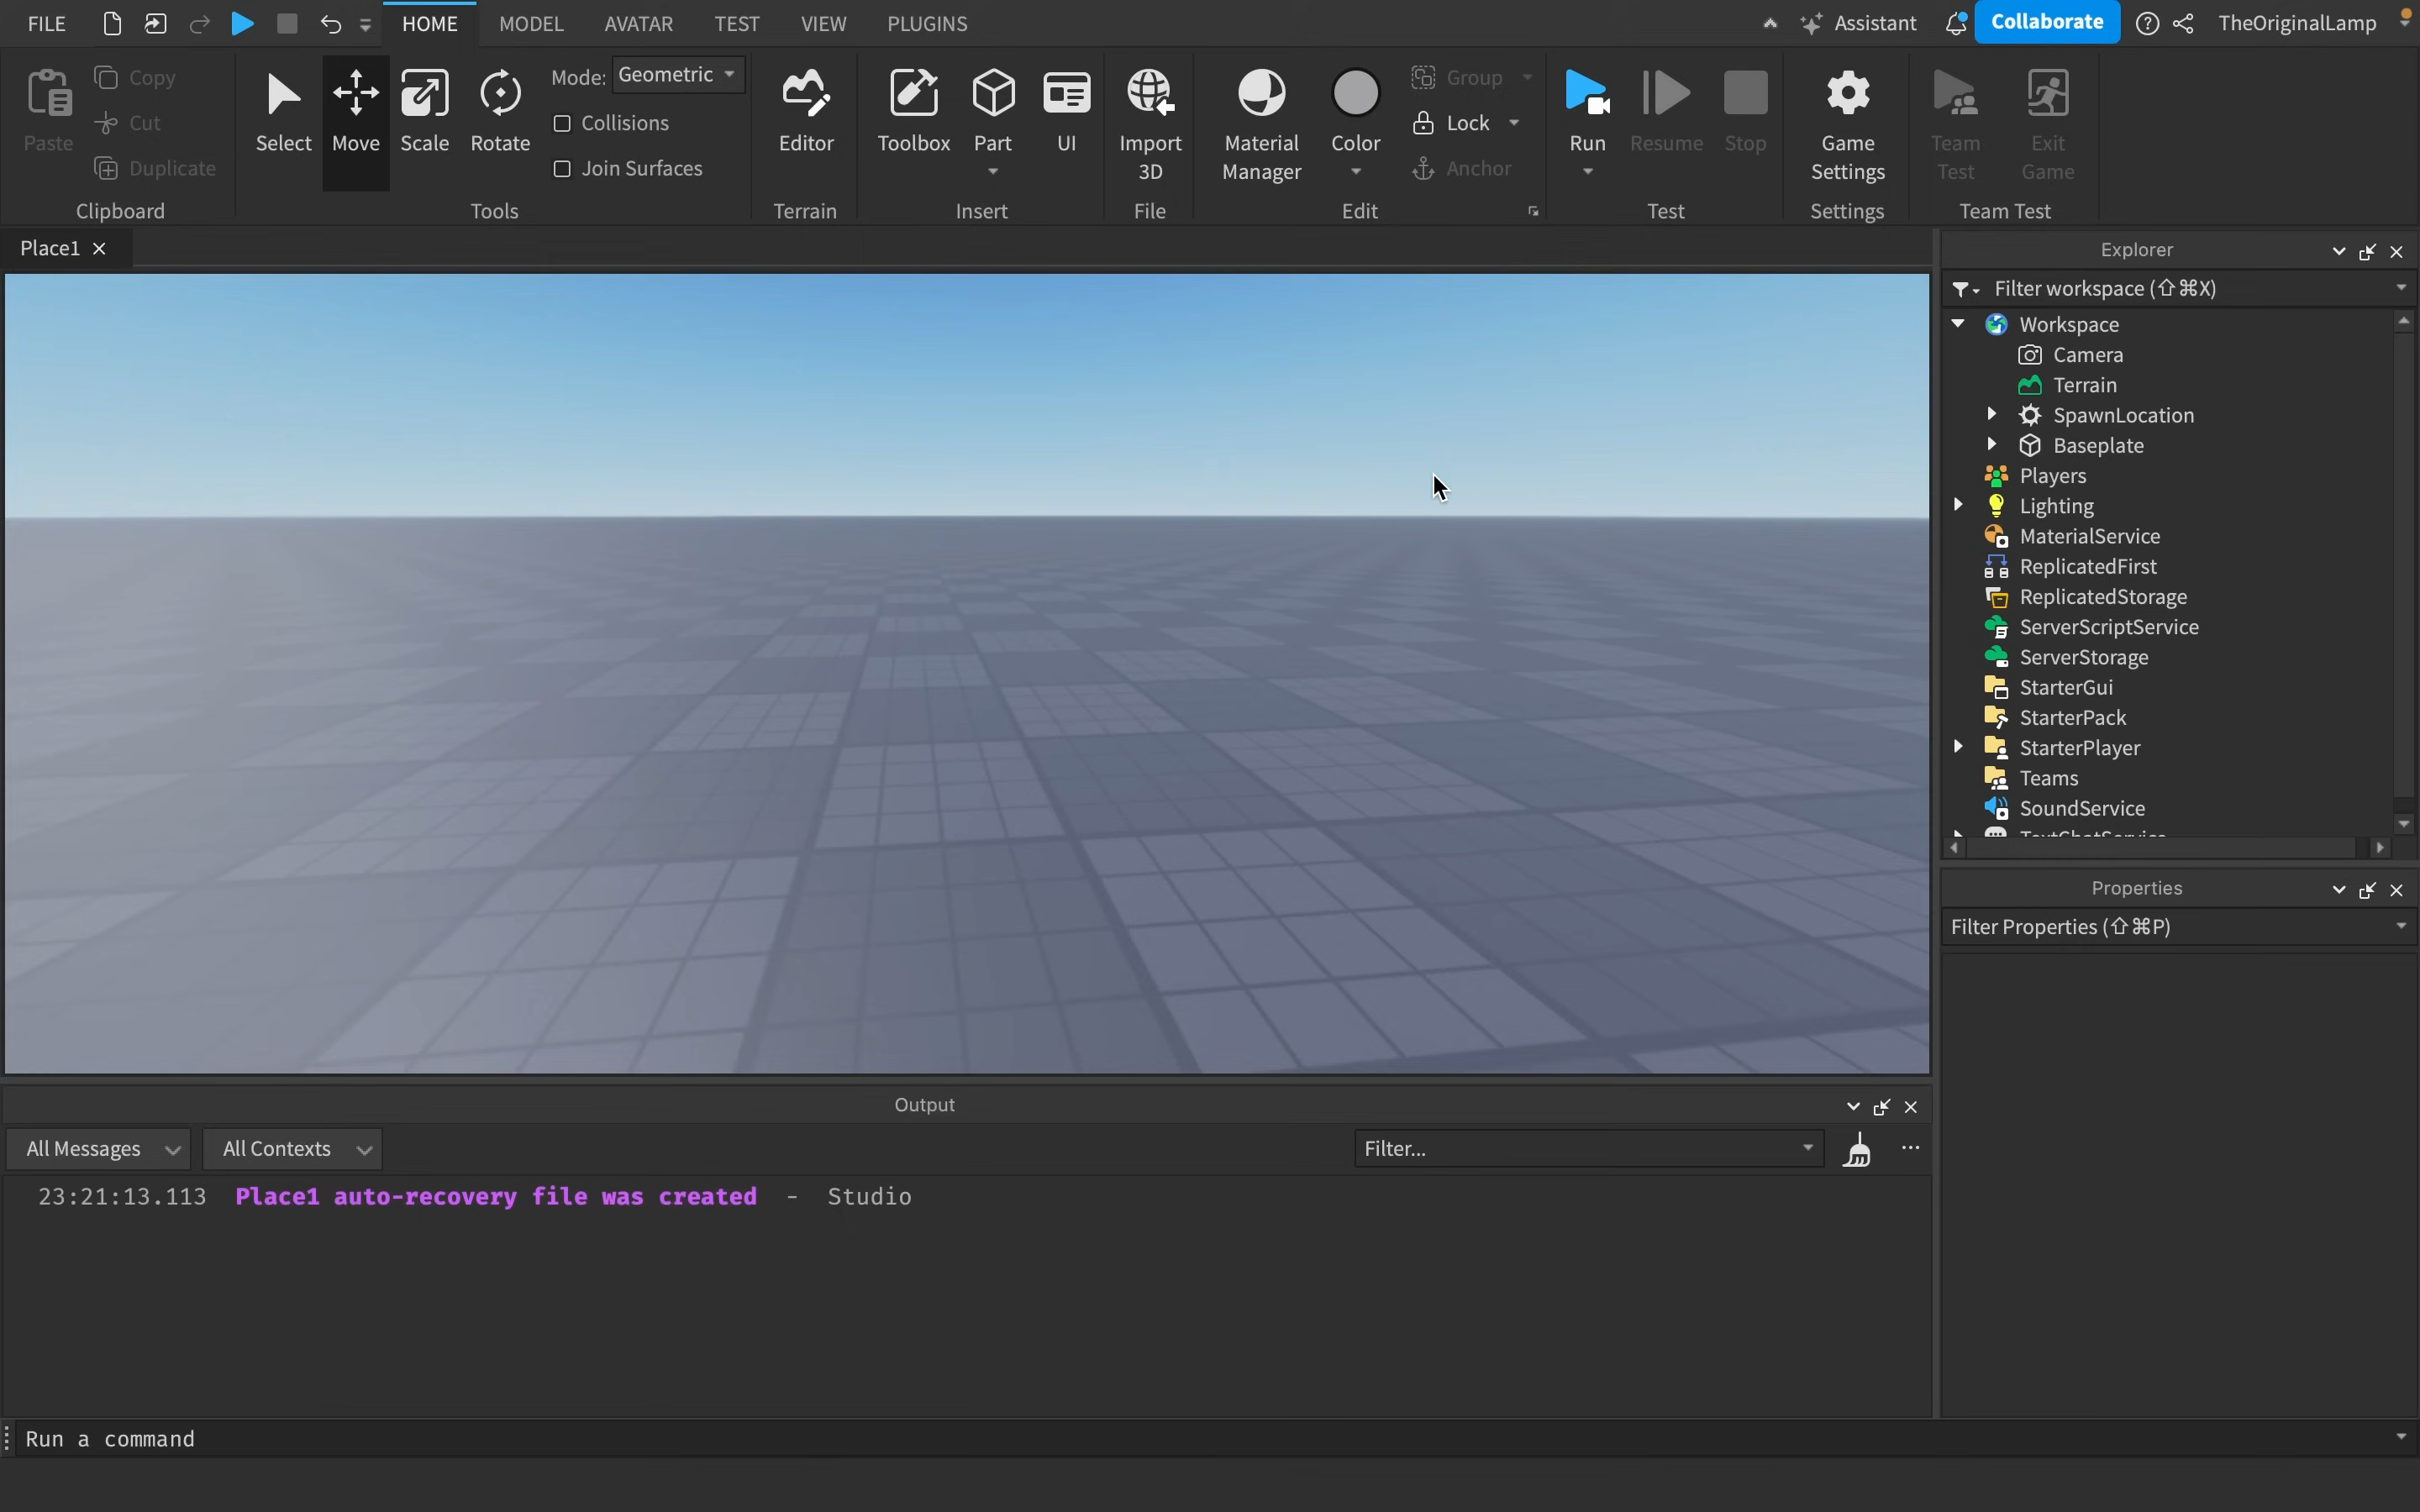 FILE
HOME
MODEL
AVATAR
TEST
VIEW
PLUGINS
Assistant
Collaborate
TheOriginalLamp
Paste
Copy
Cut
Duplicate
Clipboard
Select
Move
Scale
Rotate
Mode: Geometric
Collisions
Join Surfaces
Tools
Editor
Terrain
Toolbox
Part
UI
Insert
Import
3D
File
Material
Manager
Color
Group
Lock
Anchor
Edit
Run
Resume
Stop
Test
Game
Settings
Settings
Team
Test
Exit
Game
Team Test
Place1
Explorer
Filter workspace (⇧⌘X)
Workspace
Camera
Terrain
SpawnLocation
Baseplate
Players
Lighting
MaterialService
ReplicatedFirst
ReplicatedStorage
ServerScriptService
ServerStorage
StarterGui
StarterPack
StarterPlayer
Teams
SoundService
TextChatService
Properties
Filter Properties (⇧⌘P)
Output
All Messages
All Contexts
Filter...
23:21:13.113 Place1 auto-recovery file was created - Studio
Run a command